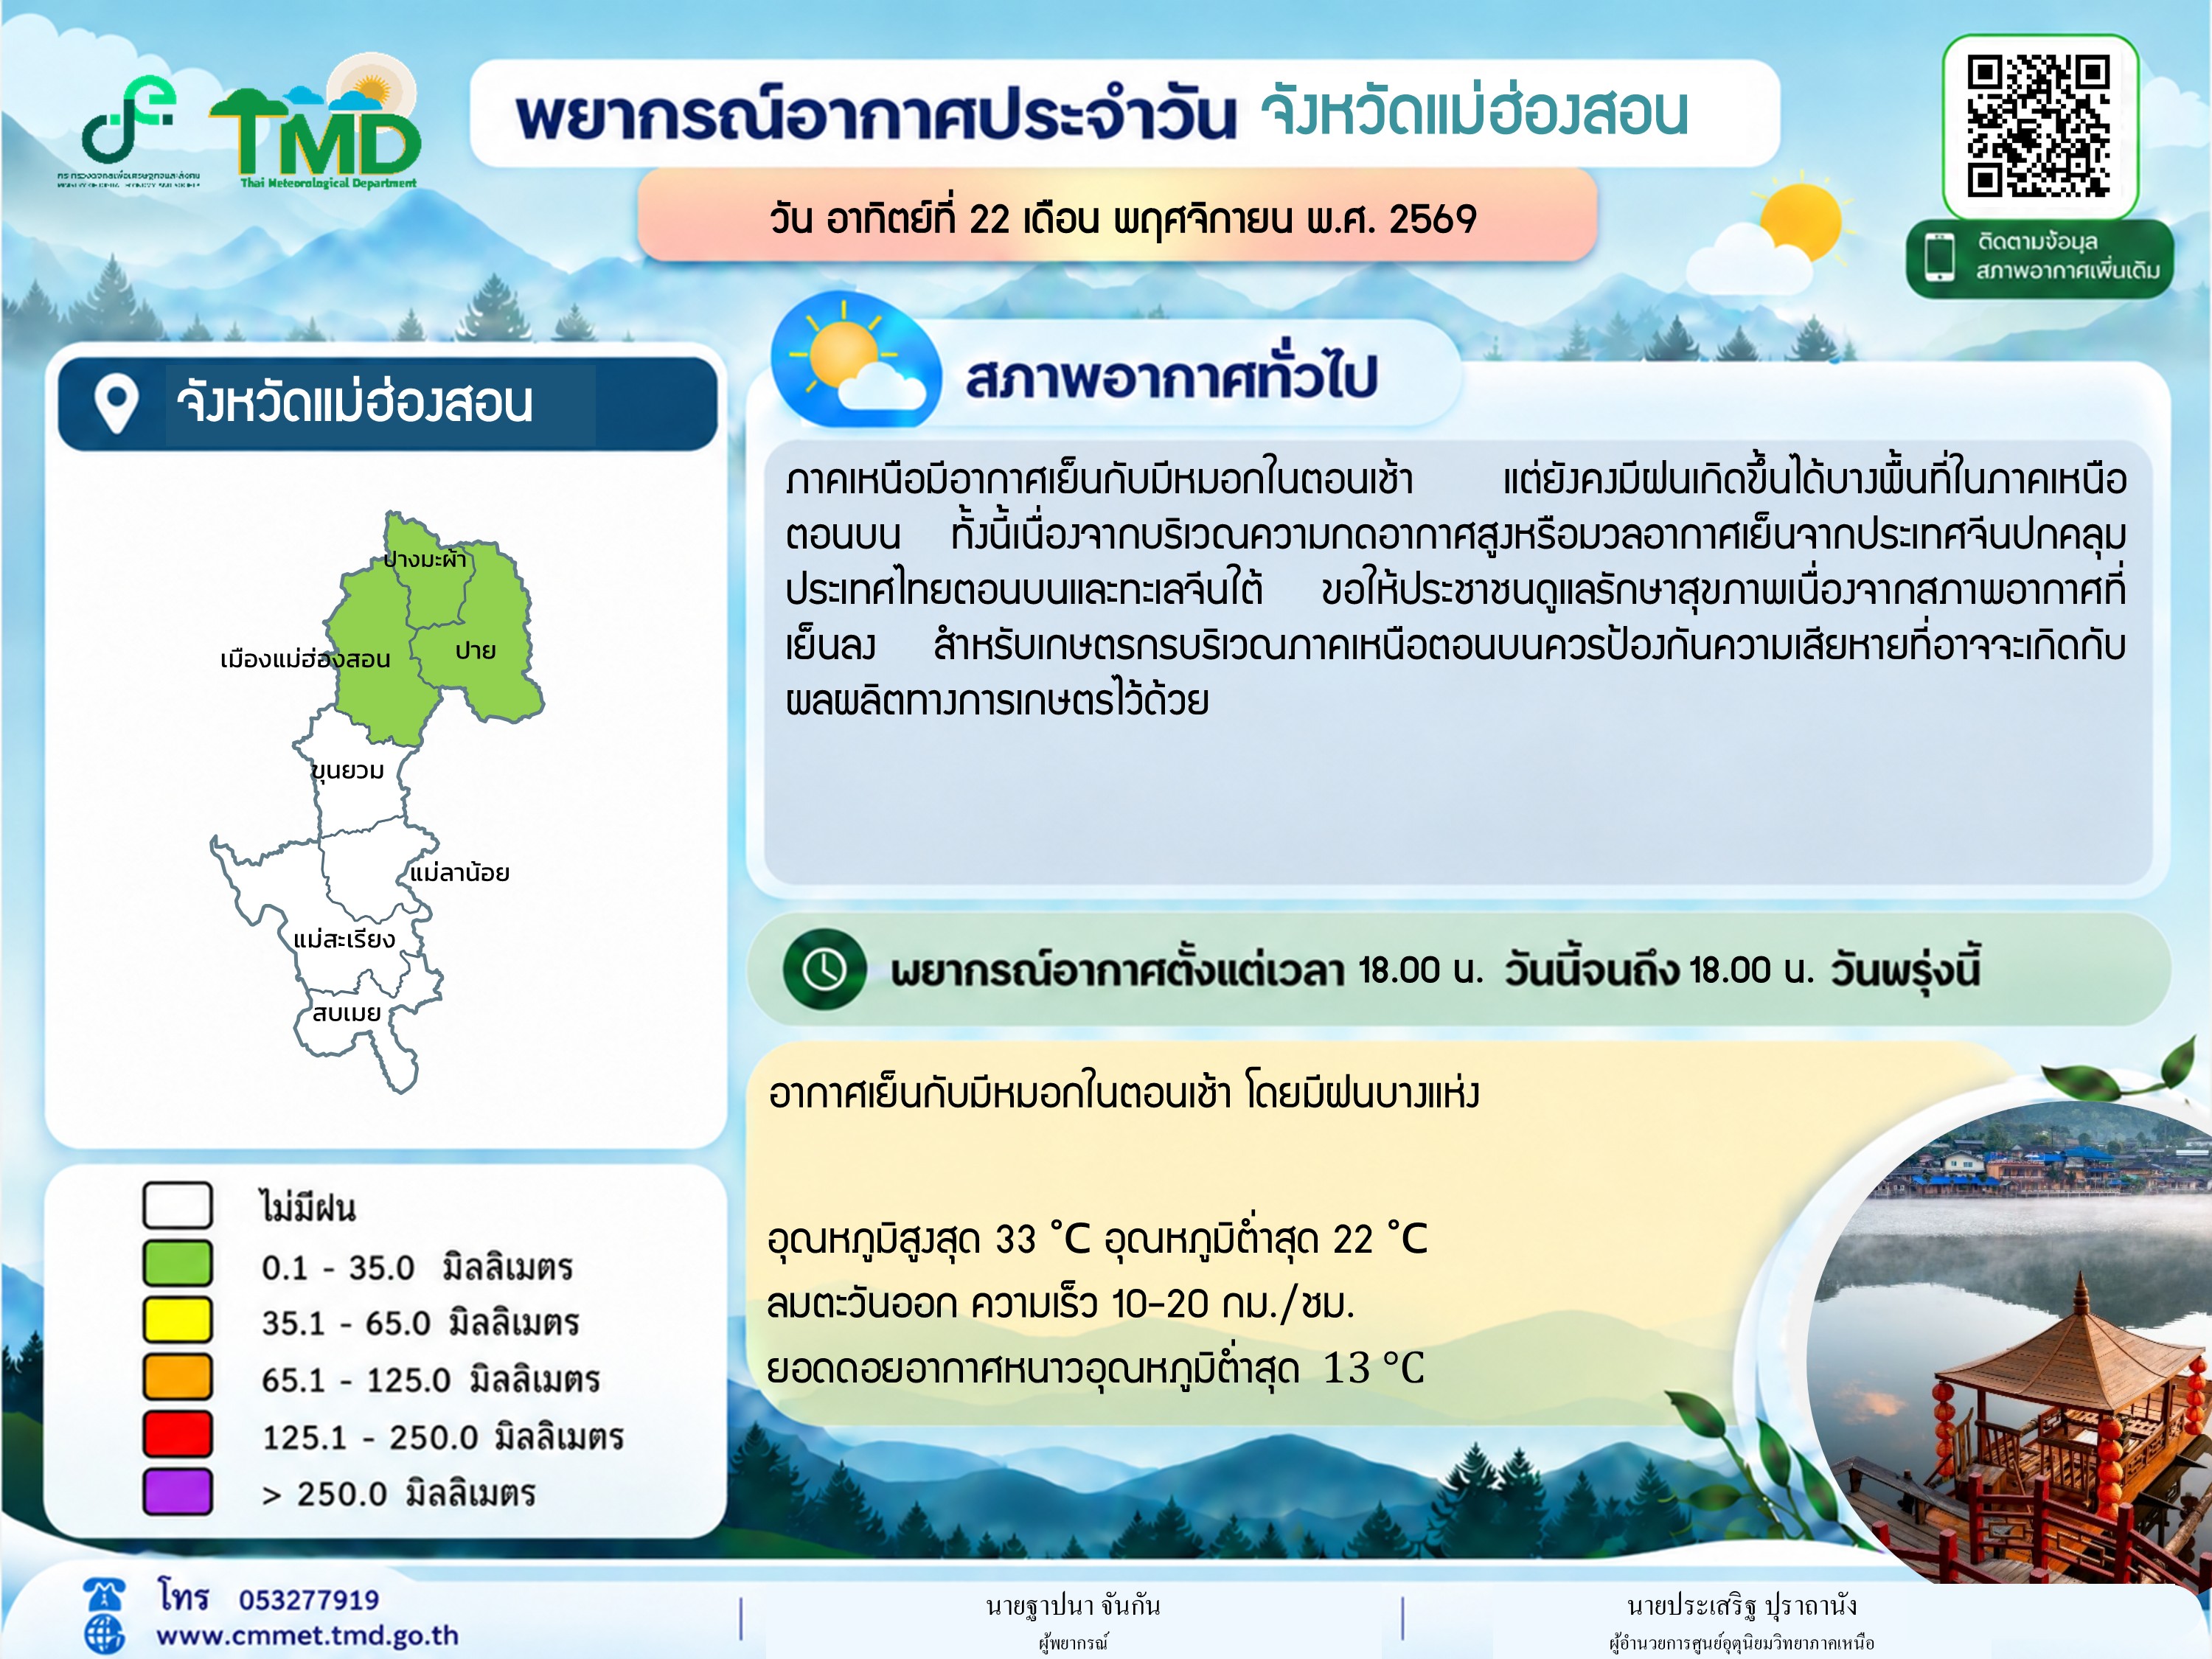 พยากรณ์อากาศประจำวัน จังหวัดแม่ฮ่องสอน
TMD
Thai Meteorological Department
วัน อาทิตย์ที่ 22 เดือน พฤศจิกายน พ.ศ. 2569
ติดตามข้อมูล
สภาพอากาศเพิ่มเติม
จังหวัดแม่ฮ่องสอน
ปางมะผ้า
ปาย
เมืองแม่ฮ่องสอน
ขุนยวม
แม่ลาน้อย
แม่สะเรียง
สบเมย
ไม่มีฝน
0.1 - 35.0 มิลลิเมตร
35.1 - 65.0 มิลลิเมตร
65.1 - 125.0 มิลลิเมตร
125.1 - 250.0 มิลลิเมตร
> 250.0 มิลลิเมตร
สภาพอากาศทั่วไป
ภาคเหนือมีอากาศเย็นกับมีหมอกในตอนเช้า แต่ยังคงมีฝนเกิดขึ้นได้บางพื้นที่ในภาคเหนือ
ตอนบน ทั้งนี้เนื่องจากบริเวณความกดอากาศสูงหรือมวลอากาศเย็นจากประเทศจีนปกคลุม
ประเทศไทยตอนบนและทะเลจีนใต้ ขอให้ประชาชนดูแลรักษาสุขภาพเนื่องจากสภาพอากาศที่
เย็นลง สำหรับเกษตรกรบริเวณภาคเหนือตอนบนควรป้องกันความเสียหายที่อาจจะเกิดกับ
ผลผลิตทางการเกษตรไว้ด้วย
พยากรณ์อากาศตั้งแต่เวลา 18.00 น. วันนี้จนถึง 18.00 น. วันพรุ่งนี้
อากาศเย็นกับมีหมอกในตอนเช้า โดยมีฝนบางแห่ง
อุณหภูมิสูงสุด 33 °C อุณหภูมิต่ำสุด 22 °C
ลมตะวันออก ความเร็ว 10-20 กม./ชม.
ยอดดอยอากาศหนาวอุณหภูมิต่ำสุด 13 °C
โทร 053277919
www.cmmet.tmd.go.th
นายฐาปนา จันกัน
ผู้พยากรณ์
นายประเสริฐ ปุราถานัง
ผู้อำนวยการศูนย์อุตุนิยมวิทยาภาคเหนือ